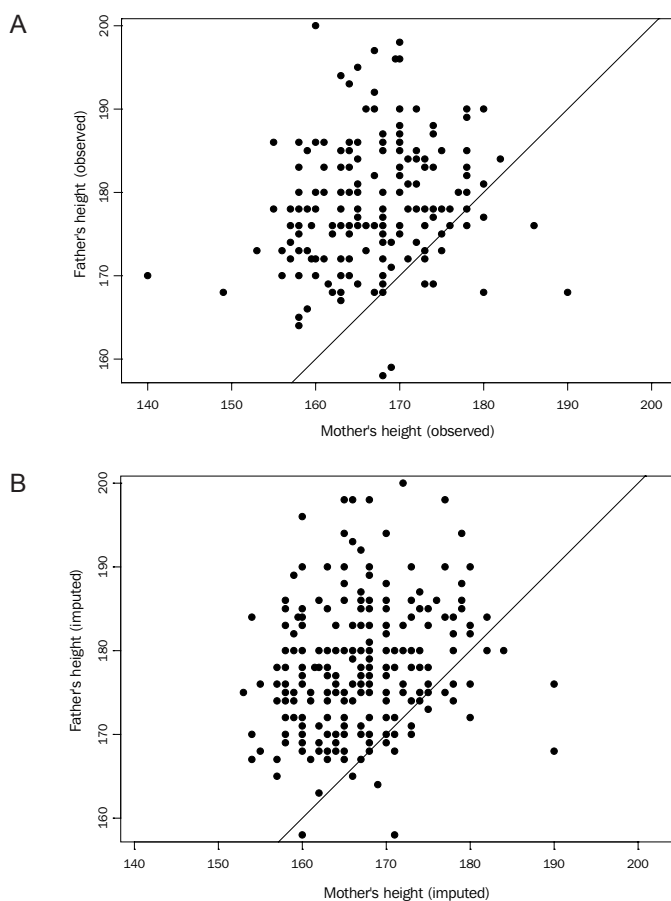 A
200
190
180
170
160
Father's height (observed)
140 150 160 170 180 190 200
Mother's height (observed)
B
200
190
180
170
160
Father's height (imputed)
140 150 160 170 180 190 200
Mother's height (imputed)